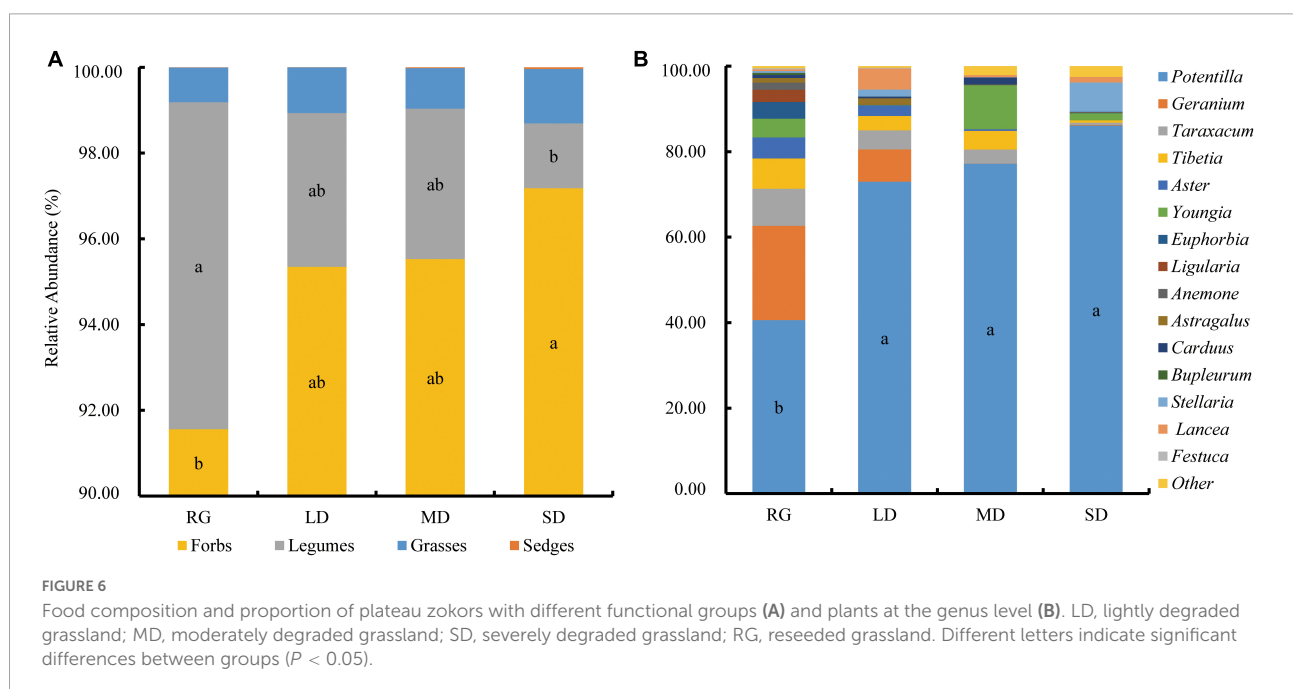 A
B
100.00
98.00
96.00
94.00
92.00
90.00
Relative Abundance (%)
a
b
ab
ab
ab
ab
b
a
RG LD MD SD
Forbs Legumes Grasses Sedges
100.00
80.00
60.00
40.00
20.00
0.00
b
a
a
a
RG LD MD SD
Potentilla
Geranium
Taraxacum
Tibetia
Aster
Youngia
Euphorbia
Ligularia
Anemone
Astragalus
Carduus
Bupleurum
Stellaria
Lancea
Festuca
Other
FIGURE 6
Food composition and proportion of plateau zokors with different functional groups (A) and plants at the genus level (B). LD, lightly degraded
grassland; MD, moderately degraded grassland; SD, severely degraded grassland; RG, reseeded grassland. Different letters indicate significant
differences between groups (P < 0.05).